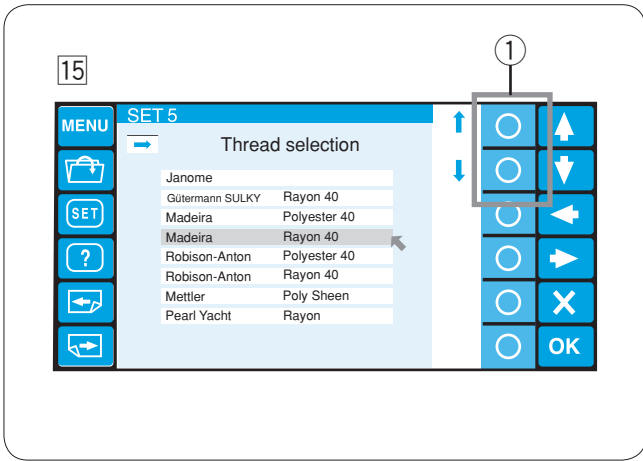 1
15
MENU
SET 5
Thread selection
Janome
Gütermann SULKY Rayon 40
SET
Madeira Polyester 40
Madeira Rayon 40
?
Robison-Anton Polyester 40
Robison-Anton Rayon 40
Mettler Poly Sheen
Pearl Yacht Rayon
X
OK